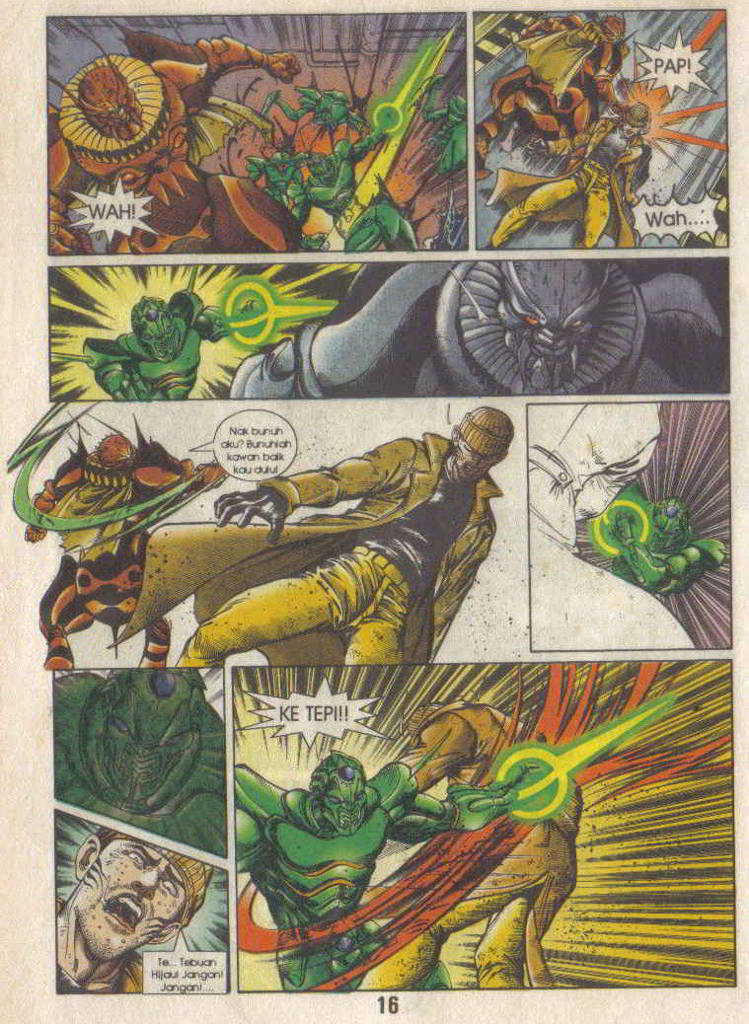 WAH!
PAP!
Wah....
Nak bunuh
aku? Bunuhlah
kawan baik
kau dulu!
KE TEPI!!
Te... Tebuan
Hijau! Jangan!
Jangan!....
16